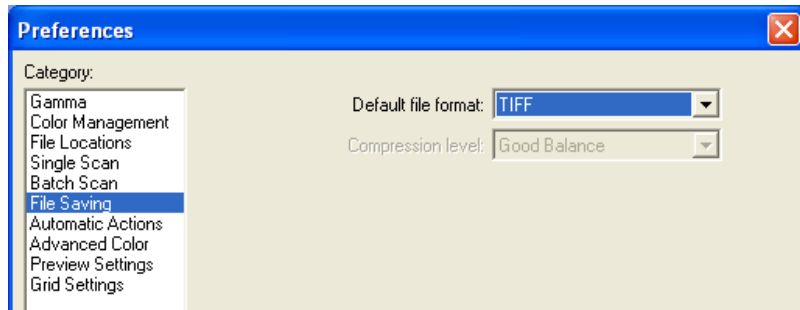 Preferences
Category:
Gamma
Color Management
File Locations
Single Scan
Batch Scan
File Saving
Automatic Actions
Advanced Color
Preview Settings
Grid Settings
Default file format: TIFF
Compression level: Good Balance